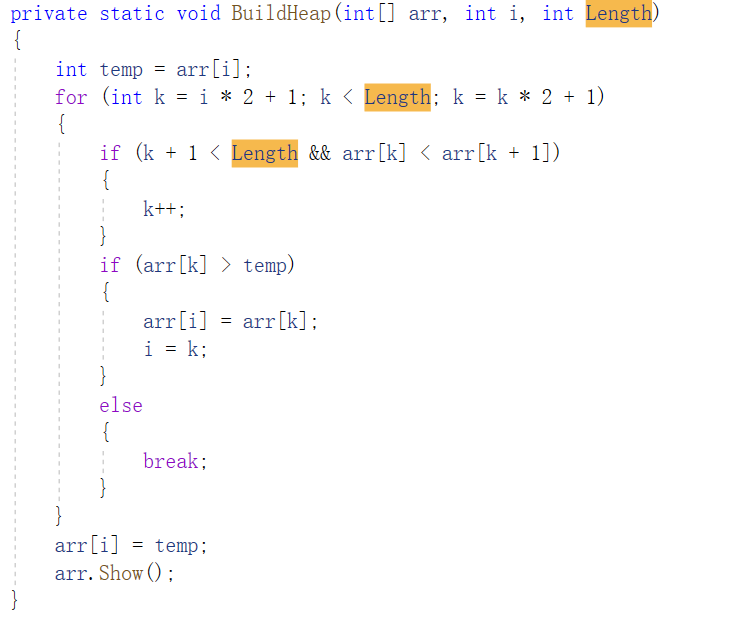 private static void BuildHeap(int[] arr, int i, int Length)
{
int temp = arr[i];
for (int k = i * 2 + 1; k < Length; k = k * 2 + 1)
{
if (k + 1 < Length && arr[k] < arr[k + 1])
{
k++;
}
if (arr[k] > temp)
{
arr[i] = arr[k];
i = k;
}
else
{
break;
}
}
arr[i] = temp;
arr.Show();
}